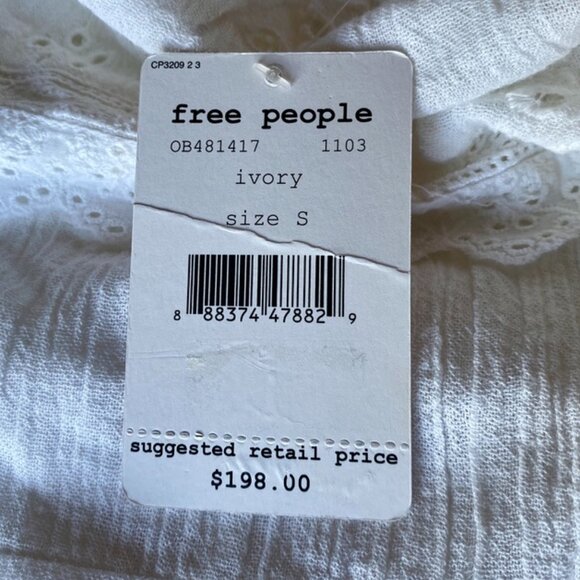 CP3209 2 3
free people
OB481417 1103
ivory
size S
8 88374 47882 9
suggested retail price
$198.00